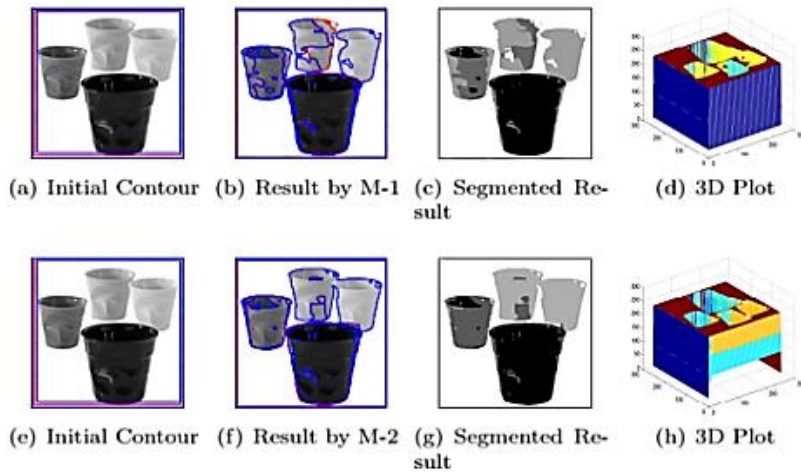 (a) Initial Contour (b) Result by M-1 (c) Segmented Re-
sult (d) 3D Plot
(e) Initial Contour (f) Result by M-2 (g) Segmented Re-
sult (h) 3D Plot